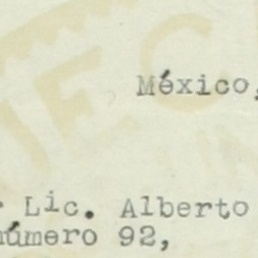 México,
Lic. Alberto
número 92,